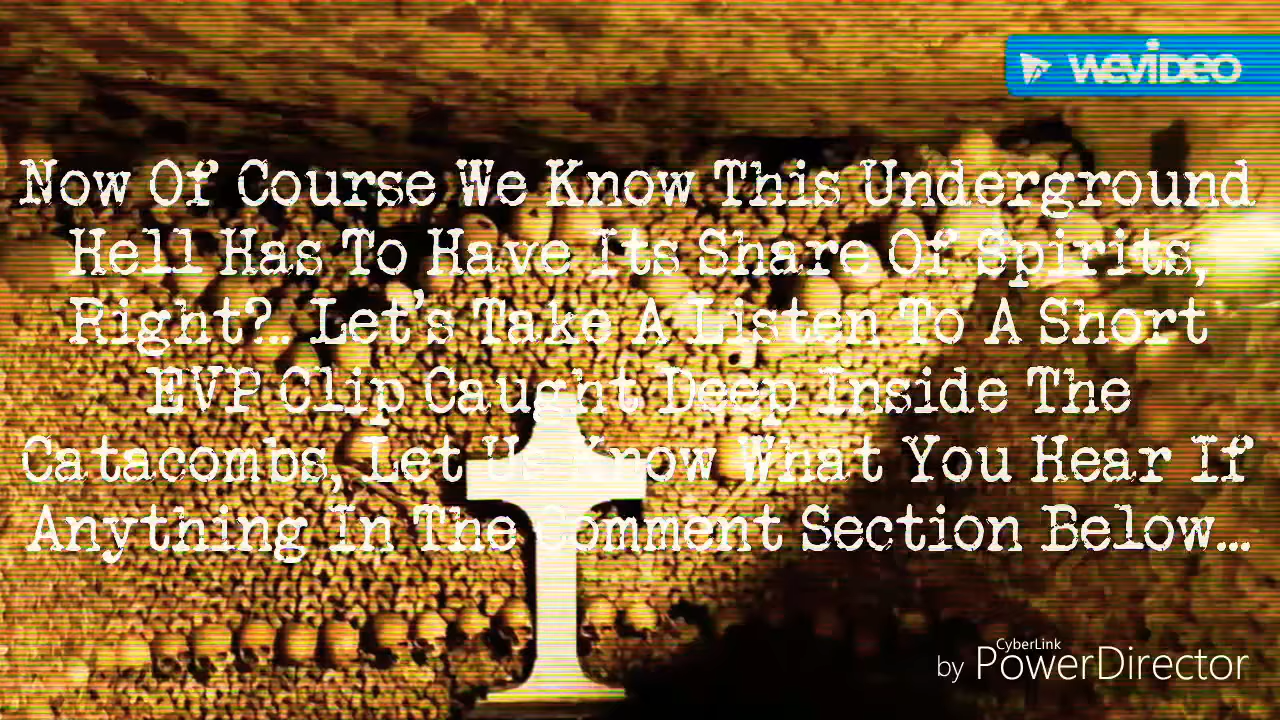 WEVIDEO
Now Of Course We Know This Underground
Hell Has To Have Its Share Of Spirits,
Right?.. Let's Take A Listen To A Short
EVP Clip Caught Deep Inside The
Catacombs, Let Us Know What You Hear If
Anything In The Comment Section Below...
CyberLink
by PowerDirector